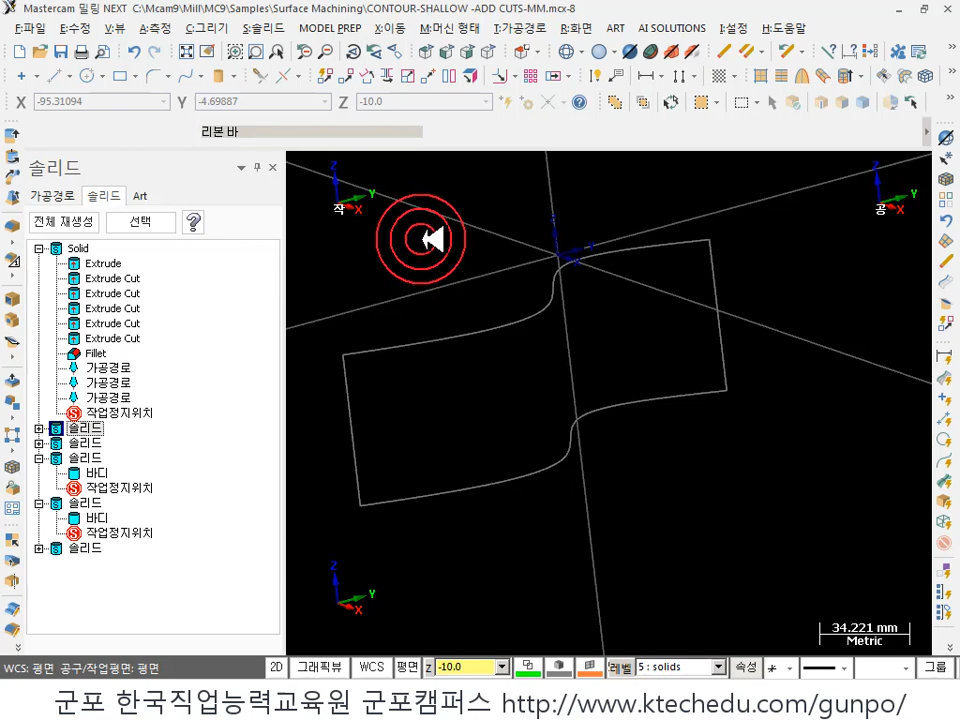 Mastercam 밀링 NEXT C:\Mcam9\Mill\MC9\Samples\Surface Machining\CONTOUR-SHALLOW -ADD CUTS-MM.mcx-8
F:파일 E:수정 V:뷰 A:측정 C:그리기 S:솔리드 MODEL PREP X:이동 M:머신 형태 T:가공경로 R:화면 ART AI SOLUTIONS I:설정 H:도움말
X -95.31094 Y -4.69887 Z -10.0
리본 바
솔리드
가공경로 솔리드 Art
전체 재생성 선택
Solid
Extrude
Extrude Cut
Extrude Cut
Extrude Cut
Extrude Cut
Extrude Cut
Fillet
가공경로
가공경로
가공경로
작업정지위치
솔리드
솔리드
솔리드
바디
작업정지위치
솔리드
바디
작업정지위치
솔리드
Z
Y
X
작
Z
Y
X
공
Z
Y
X
34.221 mm
Metric
WCS: 평면 공구/작업평면: 평면 2D 그래픽뷰 WCS 평면 Z -10.0 레벨 5 : solids 속성 그룹
군포 한국직업능력교육원 군포캠퍼스 http://www.ktechedu.com/gunpo/